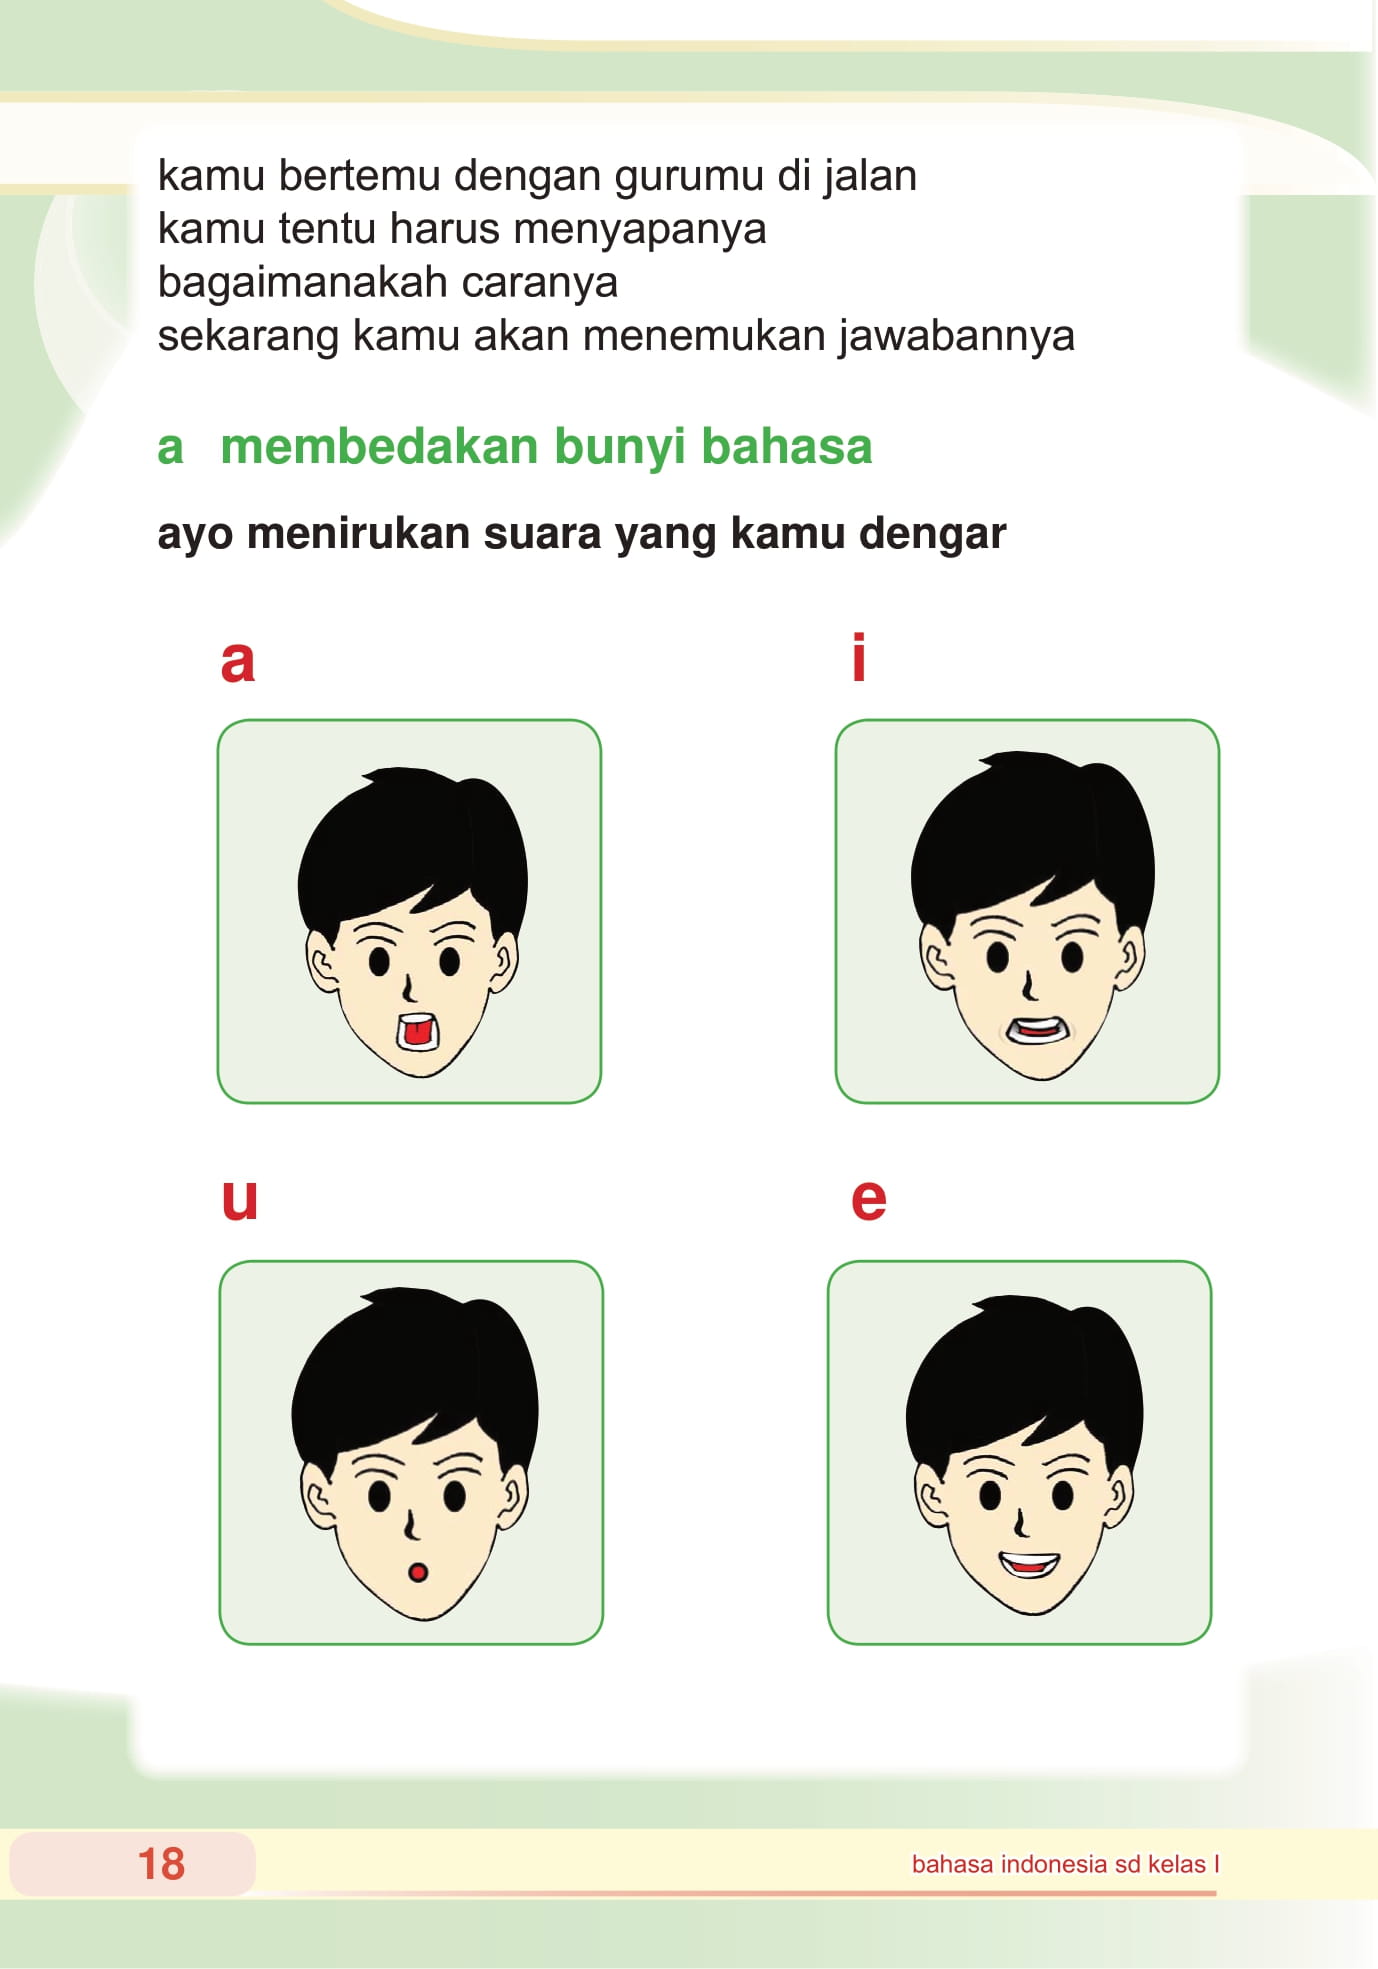 kamu bertemu dengan gurumu di jalan
kamu tentu harus menyapanya
bagaimanakah caranya
sekarang kamu akan menemukan jawabannya
a membedakan bunyi bahasa
ayo menirukan suara yang kamu dengar
a
i
u
e
18
bahasa indonesia sd kelas I